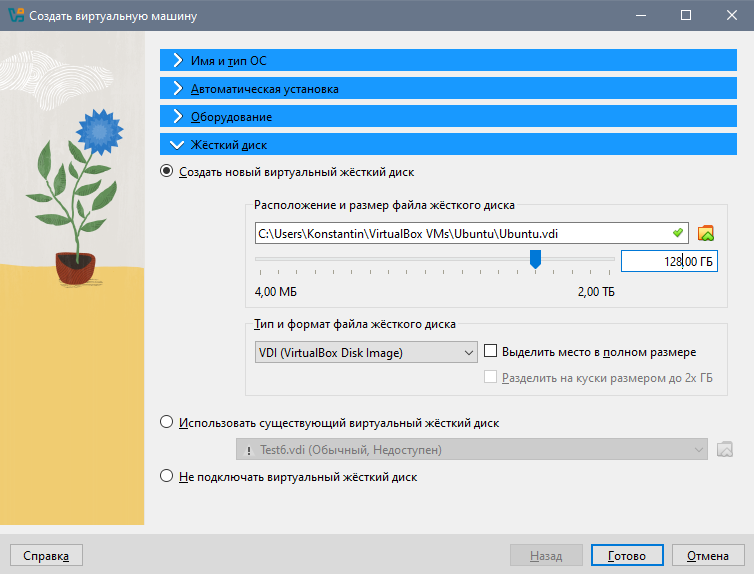 Создать виртуальную машину
Имя и тип ОС
Автоматическая установка
Оборудование
Жёсткий диск
Создать новый виртуальный жёсткий диск
Расположение и размер файла жёсткого диска
C:\Users\Konstantin\VirtualBox VMs\Ubuntu\Ubuntu.vdi
128,00 ГБ
4,00 МБ 2,00 ТБ
Тип и формат файла жёсткого диска
VDI (VirtualBox Disk Image) Выделить место в полном размере
Разделить на куски размером до 2х ГБ
Использовать существующий виртуальный жёсткий диск
Test6.vdi (Обычный, Недоступен)
Не подключать виртуальный жёсткий диск
Справка Назад Готово Отмена